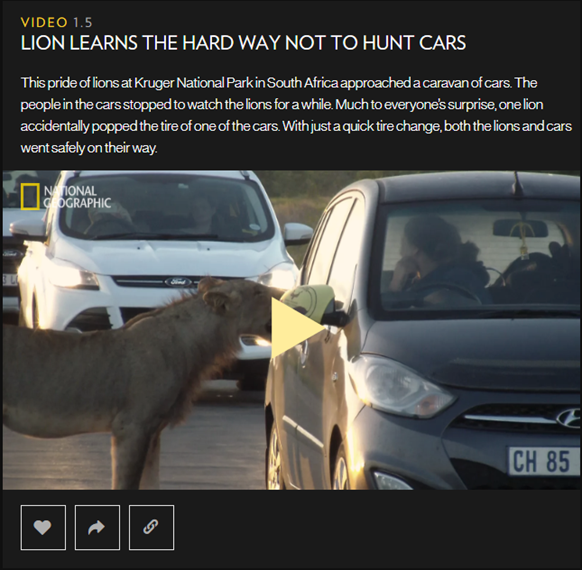 VIDEO 1.5
LION LEARNS THE HARD WAY NOT TO HUNT CARS
This pride of lions at Kruger National Park in South Africa approached a caravan of cars. The
people in the cars stopped to watch the lions for a while. Much to everyone's surprise, one lion
accidentally popped the tire of one of the cars. With just a quick tire change, both the lions and cars
went safely on their way.
NATIONAL
GEOGRAPHIC
Ford
CH 85